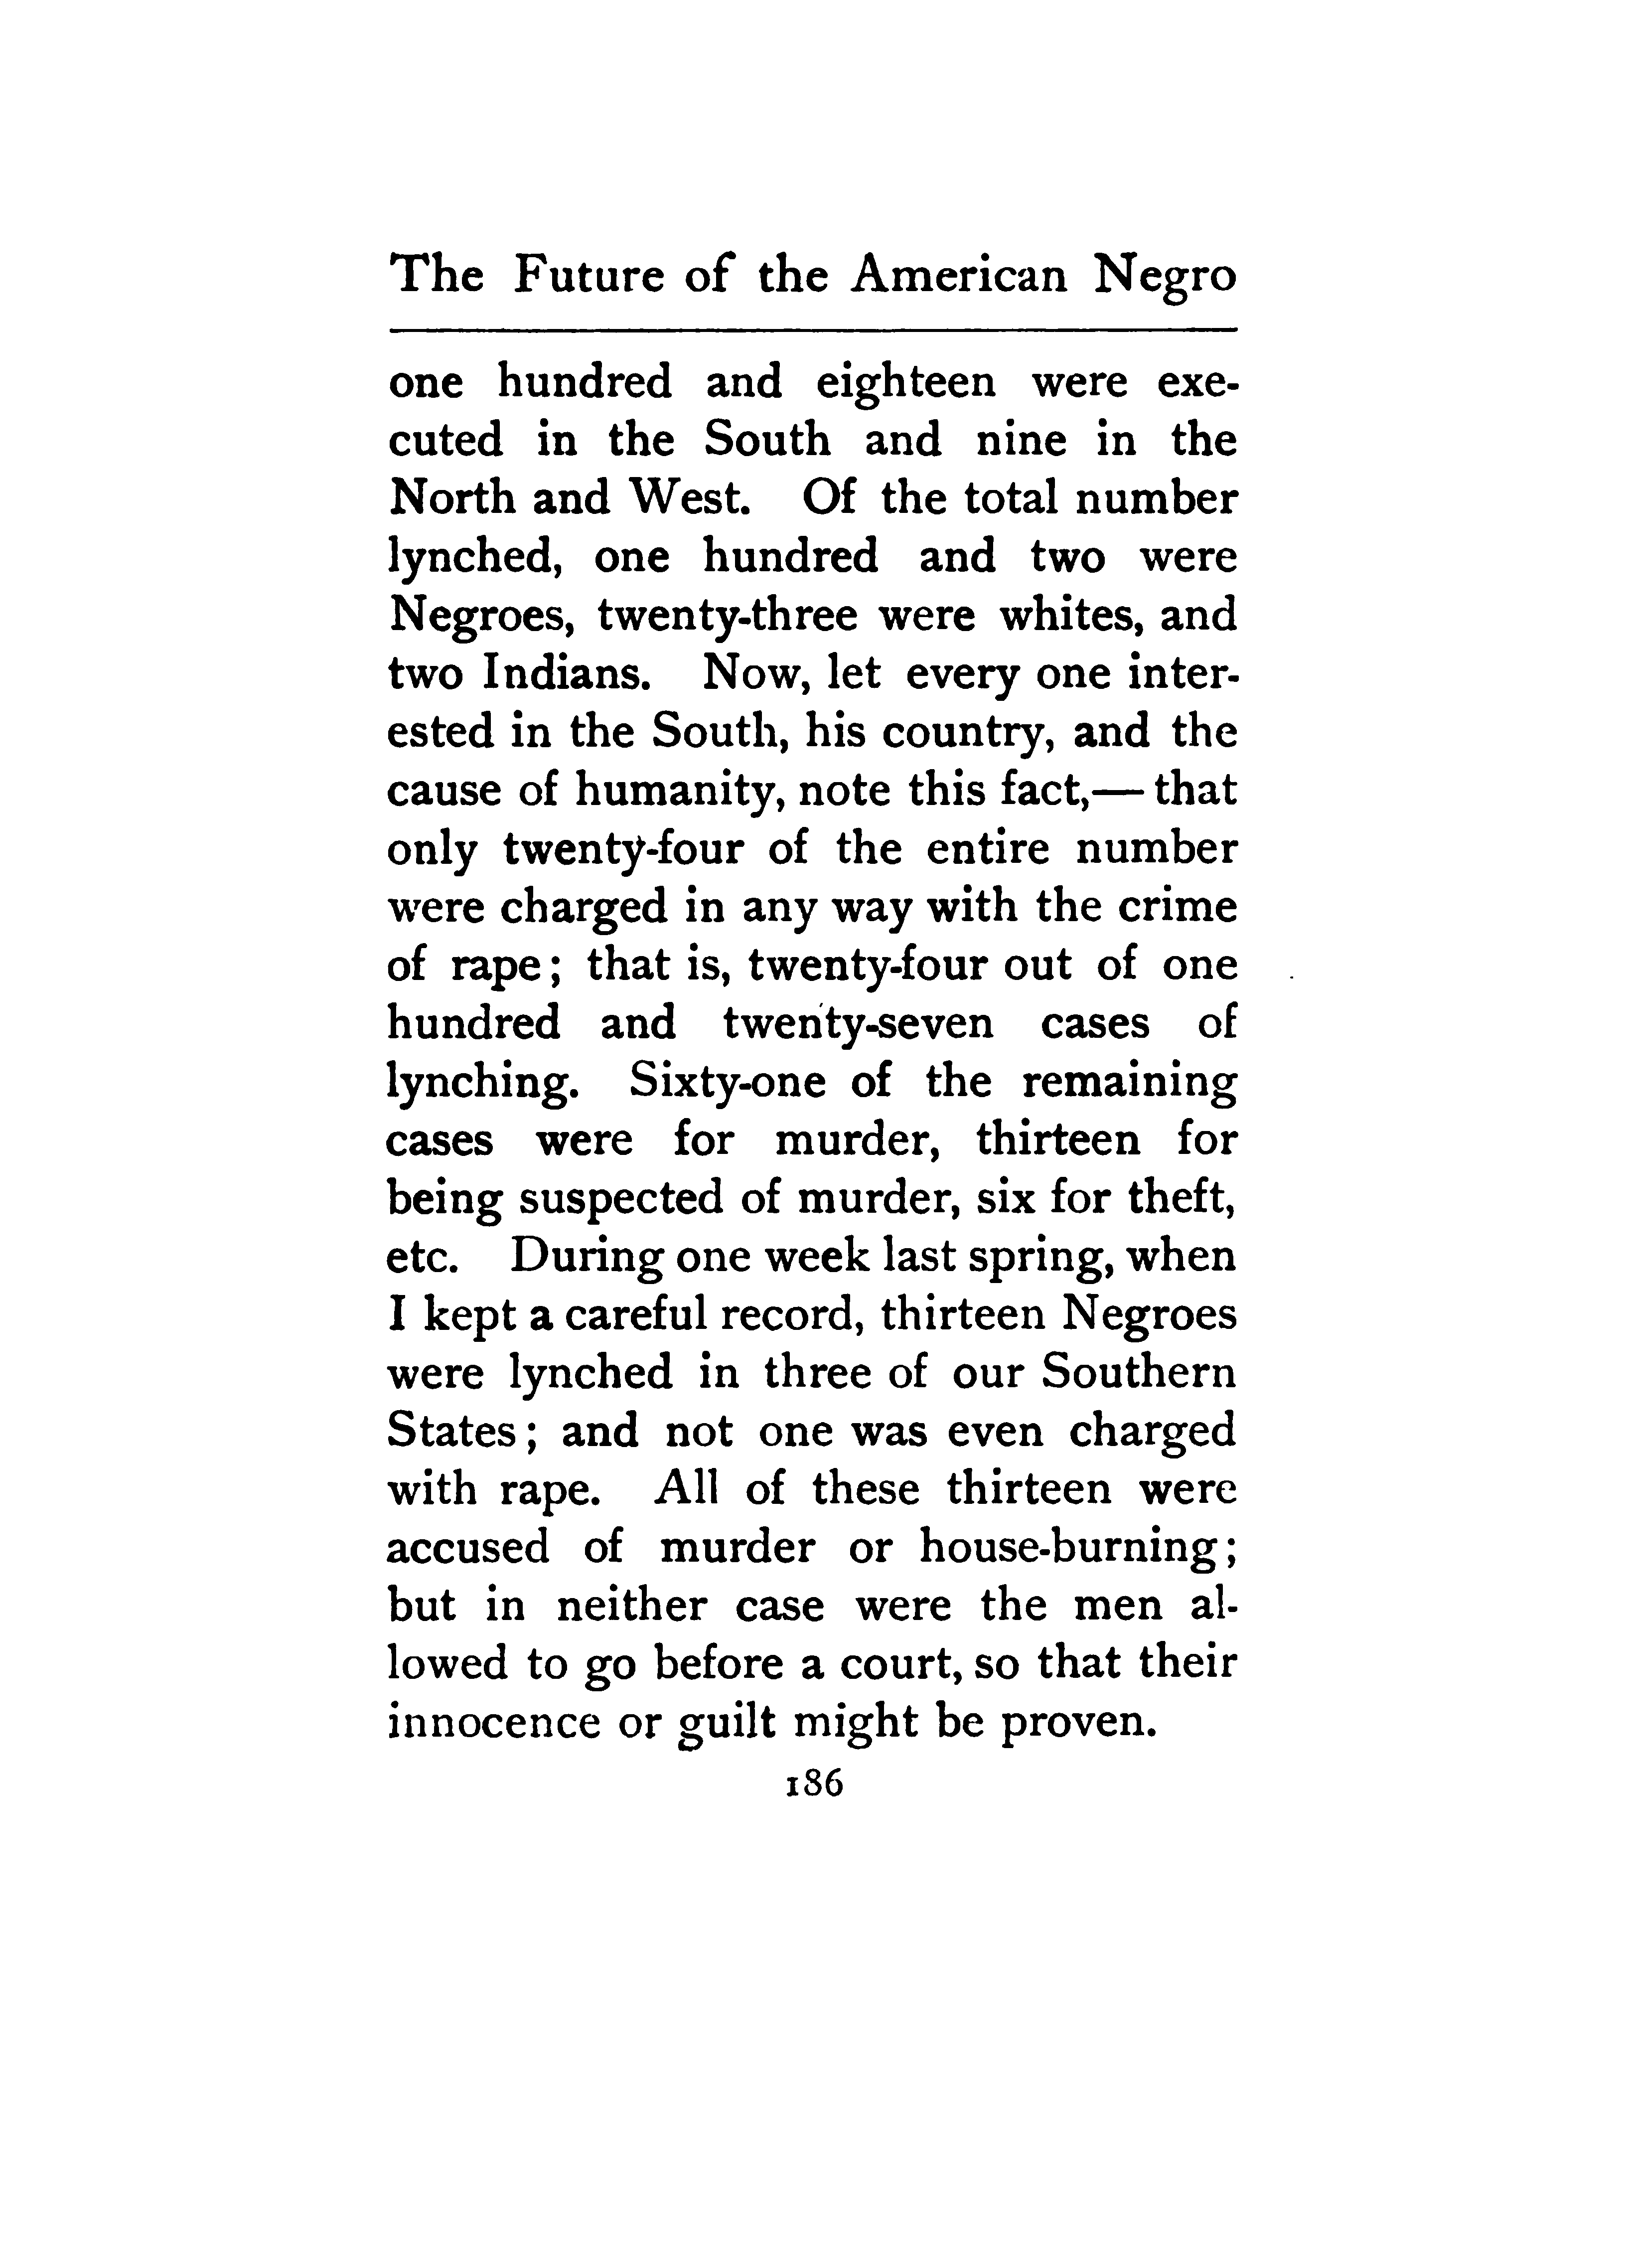 The Future of the American Negro
one hundred and eighteen were exe-
cuted in the South and nine in the
North and West. Of the total number
lynched, one hundred and two were
Negroes, twenty-three were whites, and
two Indians. Now, let every one inter-
ested in the South, his country, and the
cause of humanity, note this fact,— that
only twenty-four of the entire number
were charged in any way with the crime
of rape; that is, twenty-four out of one
hundred and twenty-seven cases of
lynching. Sixty-one of the remaining
cases were for murder, thirteen for
being suspected of murder, six for theft,
etc. During one week last spring, when
I kept a careful record, thirteen Negroes
were lynched in three of our Southern
States; and not one was even charged
with rape. All of these thirteen were
accused of murder or house-burning;
but in neither case were the men al-
lowed to go before a court, so that their
innocence or guilt might be proven.
186